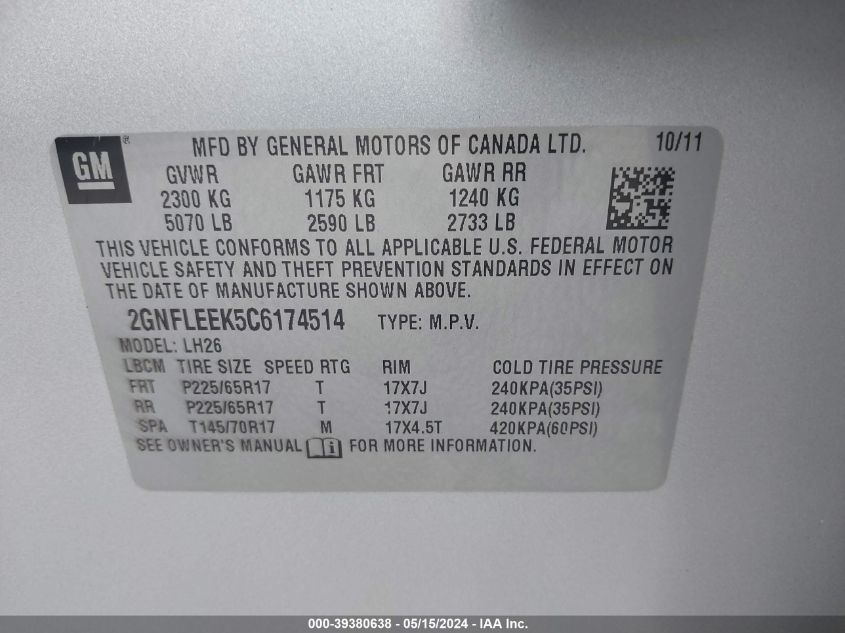 GM ® MFD BY GENERAL MOTORS OF CANADA LTD. 10/11
GVWR GAWR FRT GAWR RR
2300 KG 1175 KG 1240 KG
5070 LB 2590 LB 2733 LB
THIS VEHICLE CONFORMS TO ALL APPLICABLE U.S. FEDERAL MOTOR
VEHICLE SAFETY AND THEFT PREVENTION STANDARDS IN EFFECT ON
THE DATE OF MANUFACTURE SHOWN ABOVE.
2GNFLEEK5C6174514 TYPE: M.P.V.
MODEL: LH26
LBCM TIRE SIZE SPEED RTG RIM COLD TIRE PRESSURE
FRT P225/65R17 T 17X7J 240KPA(35PSI)
RR P225/65R17 T 17X7J 240KPA(35PSI)
SPA T145/70R17 M 17X4.5T 420KPA(60PSI)
SEE OWNER'S MANUAL i FOR MORE INFORMATION.
000-39380638 - 05/15/2024 - IAA Inc.